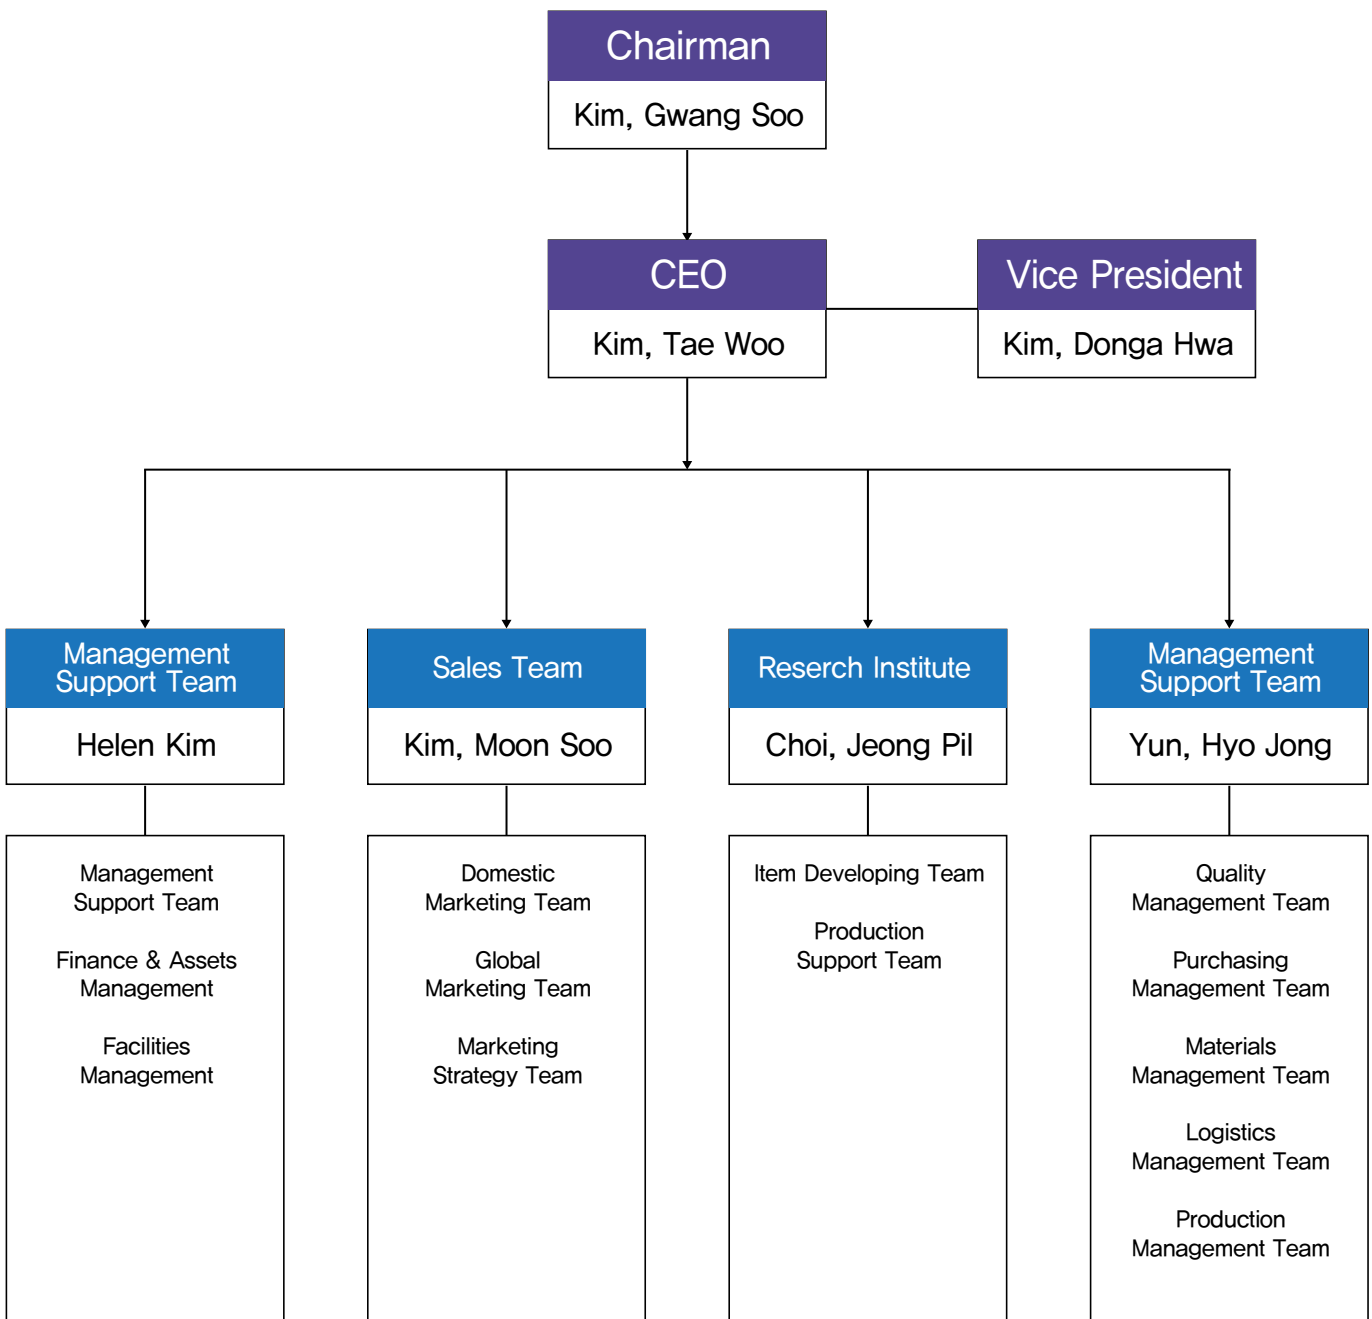 Chairman
Kim, Gwang Soo
CEO
Kim, Tae Woo
Vice President
Kim, Donga Hwa
Management
Support Team
Helen Kim
Sales Team
Kim, Moon Soo
Reserch Institute
Choi, Jeong Pil
Management
Support Team
Yun, Hyo Jong
Management
Support Team
Finance & Assets
Management
Facilities
Management
Domestic
Marketing Team
Global
Marketing Team
Marketing
Strategy Team
Item Developing Team
Production
Support Team
Quality
Management Team
Purchasing
Management Team
Materials
Management Team
Logistics
Management Team
Production
Management Team